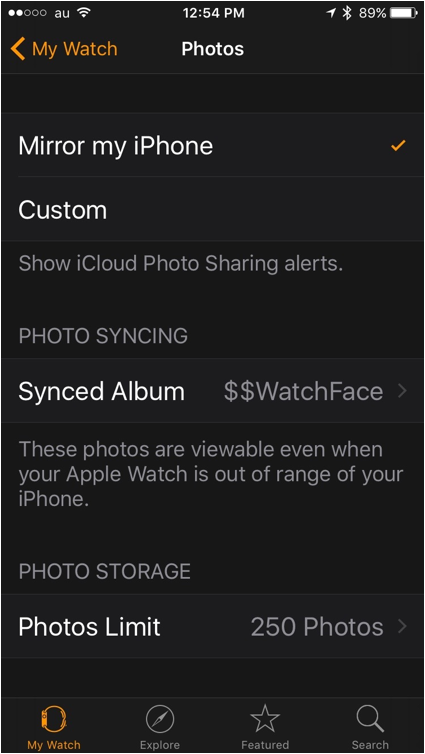 au 12:54 PM 89%
My Watch Photos
Mirror my iPhone
Custom
Show iCloud Photo Sharing alerts.
PHOTO SYNCING
Synced Album $$WatchFace
These photos are viewable even when
your Apple Watch is out of range of your
iPhone.
PHOTO STORAGE
Photos Limit 250 Photos
My Watch Explore Featured Search